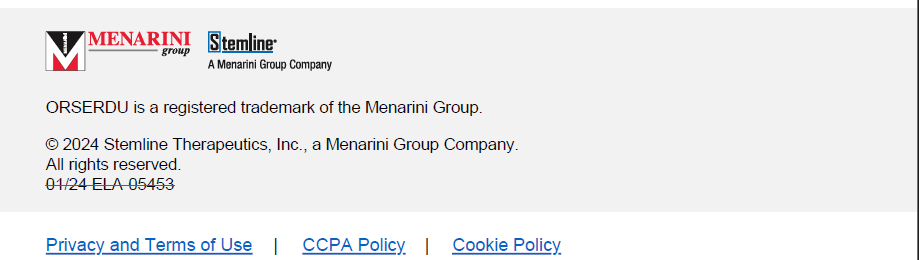 MENARINI
group
Stemline
A Menarini Group Company
ORSERDU is a registered trademark of the Menarini Group.
© 2024 Stemline Therapeutics, Inc., a Menarini Group Company.
All rights reserved.
01/24 ELA-05453
Privacy and Terms of Use | CCPA Policy | Cookie Policy